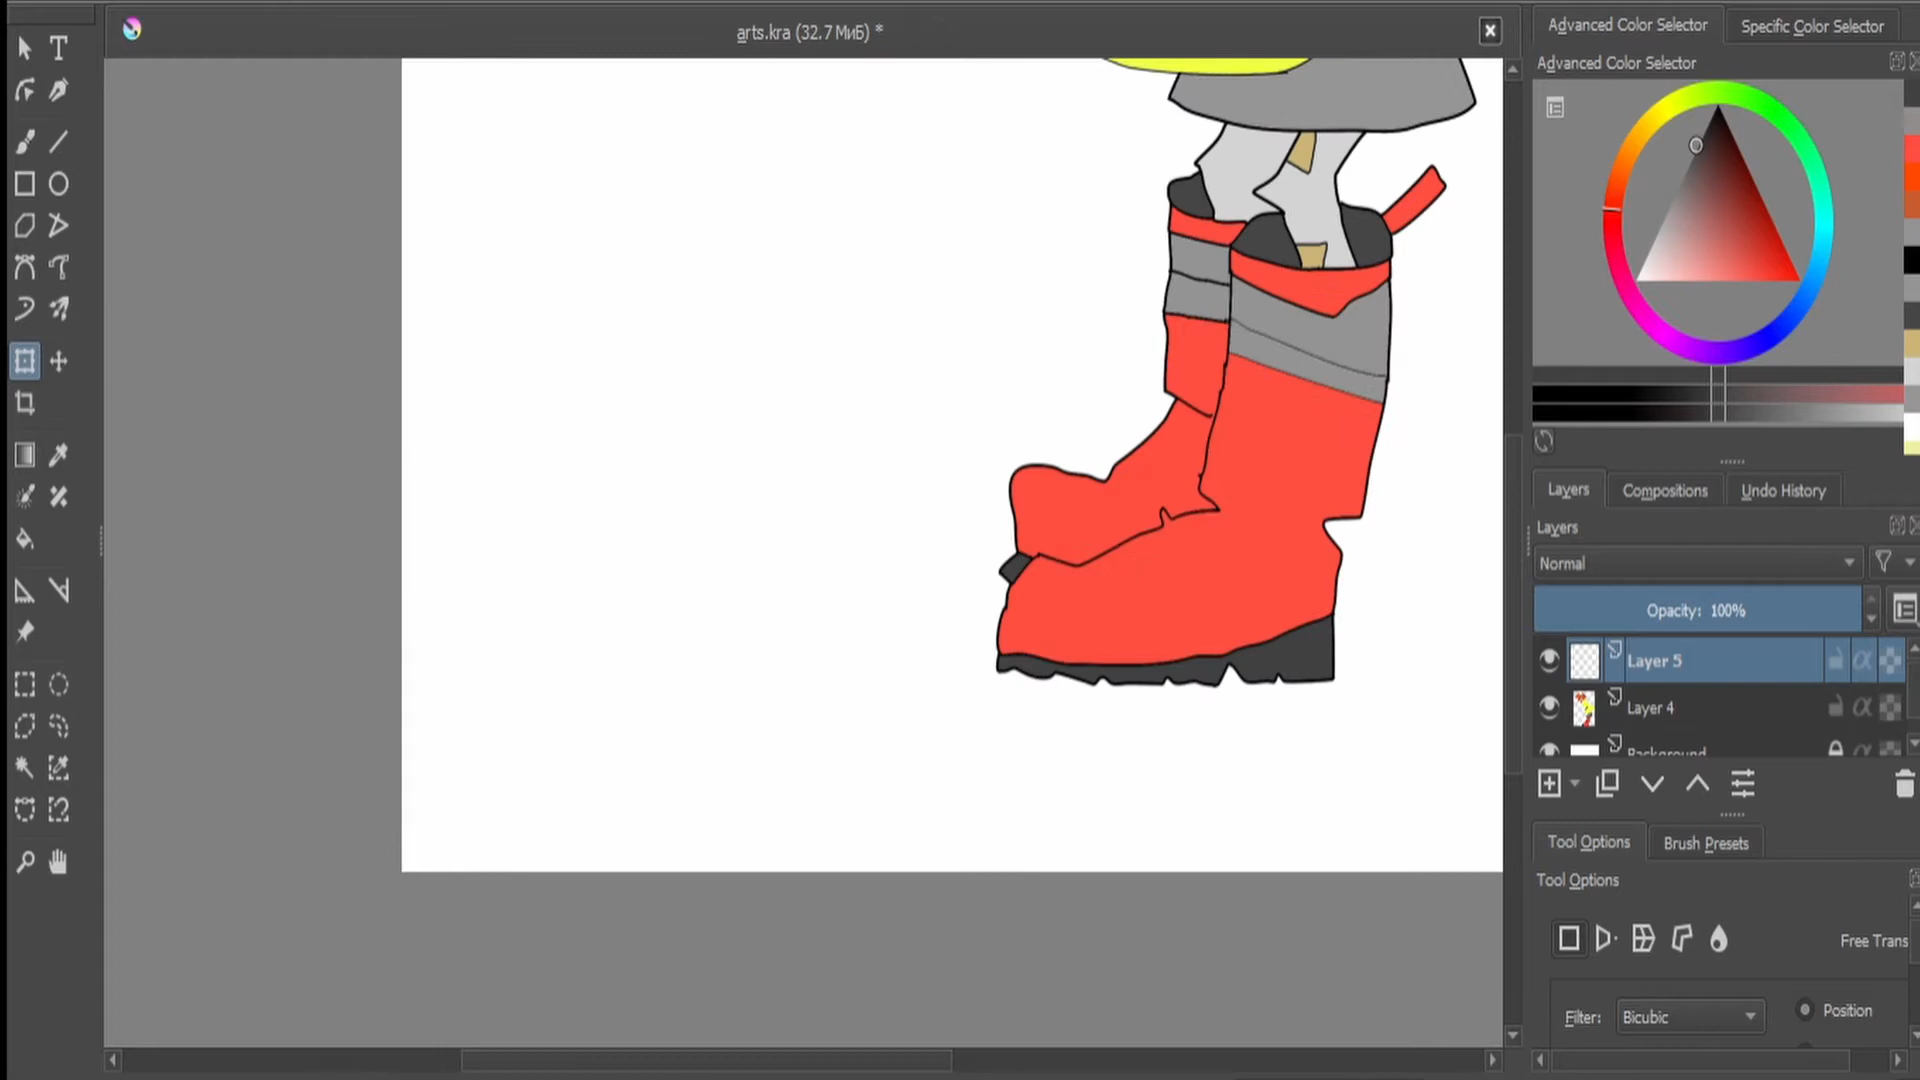 arts.kra (32.7 МиБ) *
Advanced Color Selector
Specific Color Selector
Advanced Color Selector
Layers
Compositions
Undo History
Layers
Normal
Opacity: 100%
Layer 5
Layer 4
Background
Tool Options
Brush Presets
Tool Options
Free Trans
Filter:
Bicubic
Position